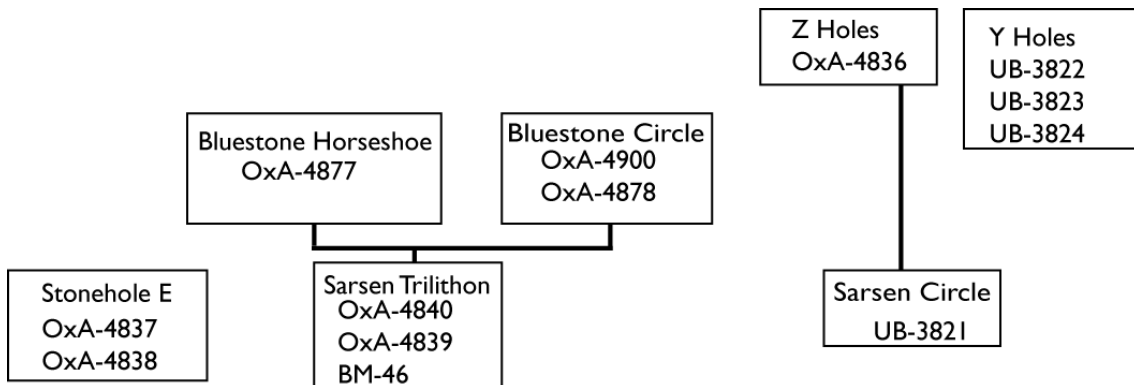 Z Holes
OxA-4836
Y Holes
UB-3822
UB-3823
UB-3824
Bluestone Horseshoe
OxA-4877
Bluestone Circle
OxA-4900
OxA-4878
Stonehole E
OxA-4837
OxA-4838
Sarsen Trilithon
OxA-4840
OxA-4839
BM-46
Sarsen Circle
UB-3821